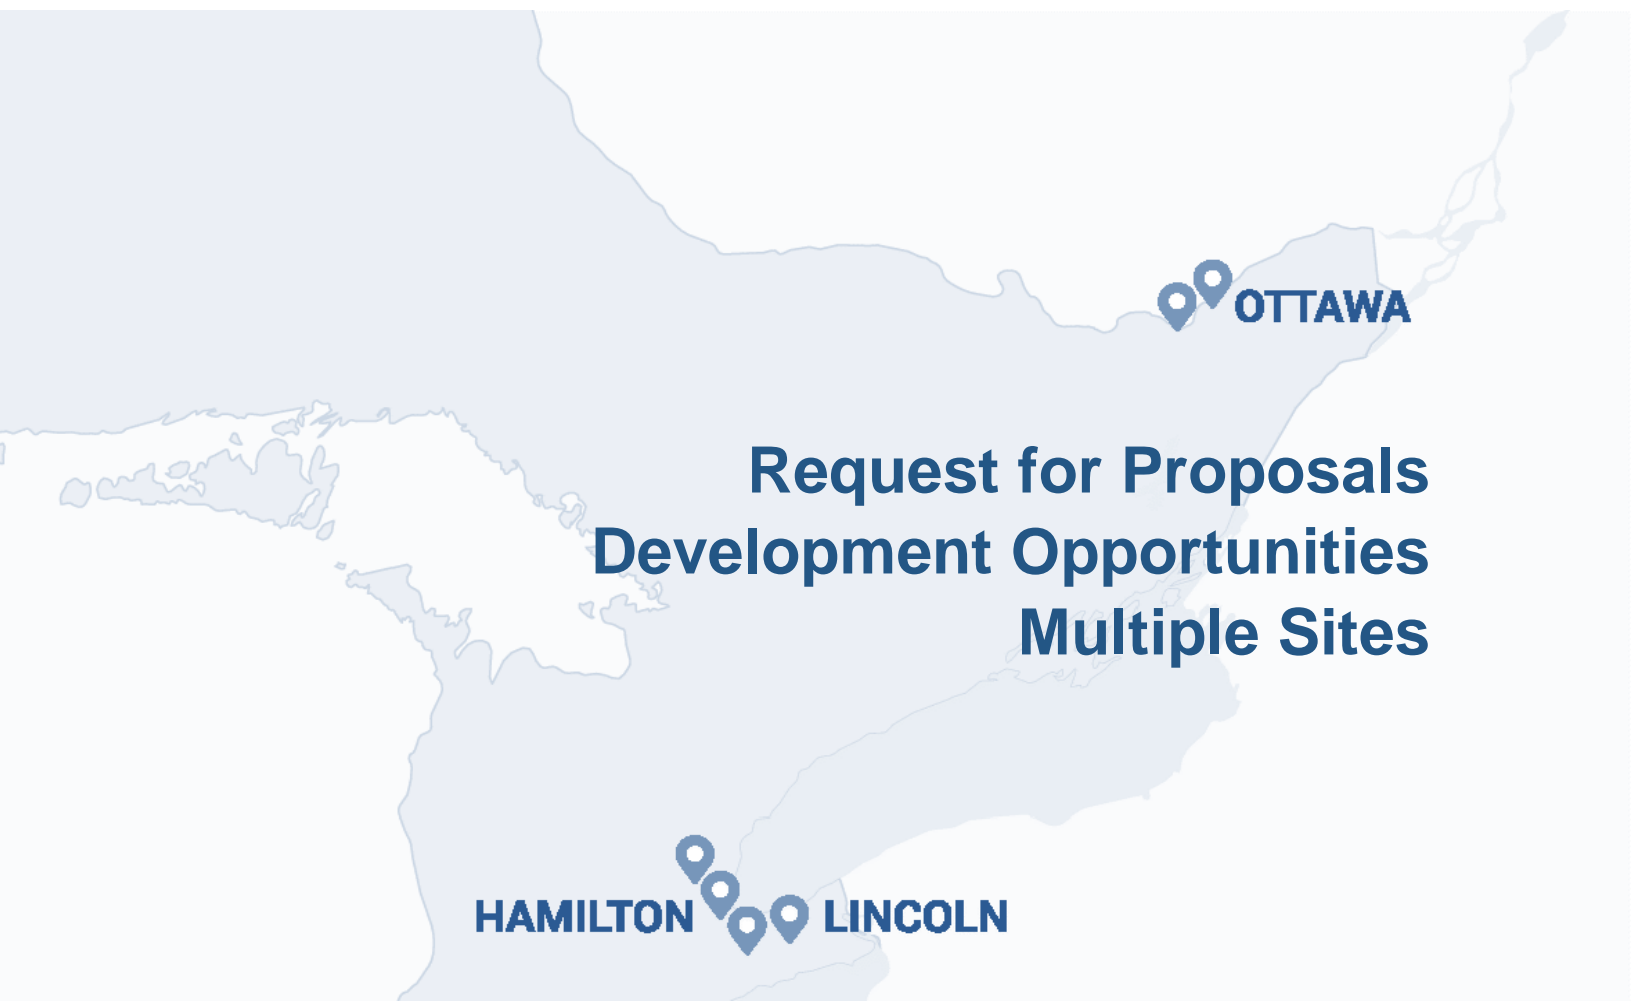 OTTAWA
Request for Proposals
Development Opportunities
Multiple Sites
HAMILTON
LINCOLN